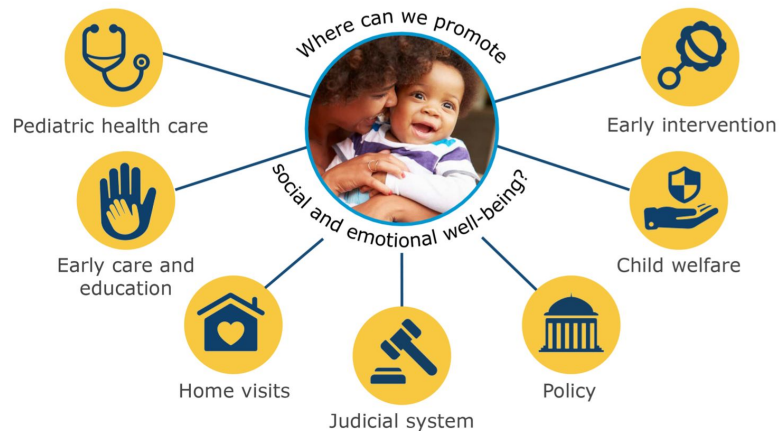 Where can we promote
social and emotional well-being?
Pediatric health care
Early care and
education
Home visits
Judicial system
Policy
Child welfare
Early intervention